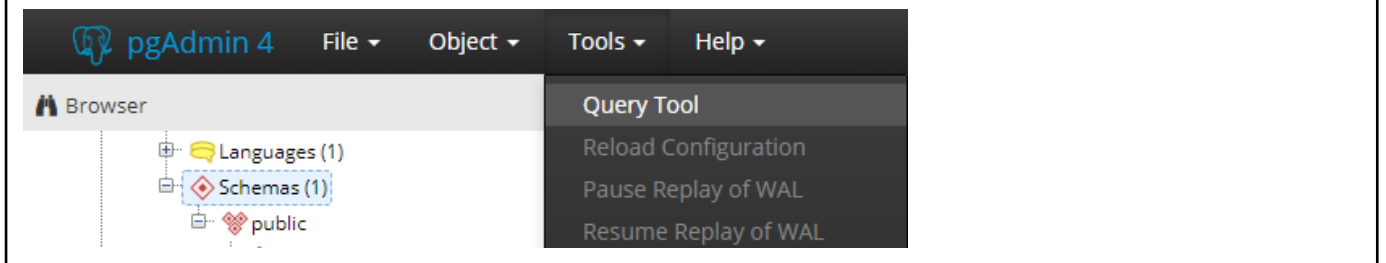 pgAdmin 4 File Object Tools Help
Browser
Query Tool
Languages (1)
Reload Configuration
Schemas (1)
Pause Replay of WAL
public
Resume Replay of WAL